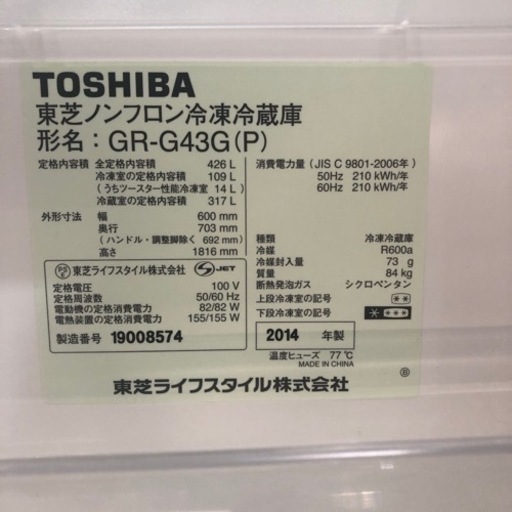 TOSHIBA
東芝ノンフロン冷凍冷蔵庫
形名：GR-G43G(P)
定格内容積 全定格内容積 426 L
冷凍室の定格内容積 109 L
（うちツースター性能冷凍室 14 L）
冷蔵室の定格内容積 317 L
外形寸法 幅 600 mm
奥行 703 mm
（ハンドル・調整脚除く 692 mm）
高さ 1816 mm
東芝ライフスタイル株式会社
PS E
S JET
定格電圧 100 V
定格周波数 50/60 Hz
電動機の定格消費電力 82/82 W
電熱装置の定格消費電力 155/155 W
製造番号 19008574
消費電力量（JIS C 9801-2006年）
50Hz 210 kWh/年
60Hz 210 kWh/年
種類 冷凍冷蔵庫
冷媒 R600a
冷媒封入量 73 g
質量 84 kg
断熱発泡ガス シクロペンタン
上段冷凍室の記号 **
下段冷凍室の記号 * ***
2014 年製
温度ヒューズ 77℃
MADE IN CHINA
Ⓑ
東芝ライフスタイル株式会社